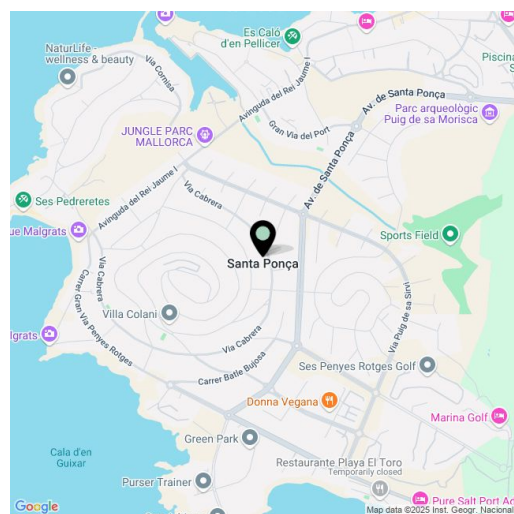 Es Caló
d'en Pellicer
NaturLife -
wellness & beauty
Via Cornisa
Avinguda del Rei Jaume I
Piscina
S
Av. de Santa Ponça
Parc arqueològic
Puig de sa Morisca
Gran Via del Port
JUNGLE PARC
MALLORCA
Av. de Santa Ponça
Avinguda del Rei Jaume I
Via Cabrera
Ses Pedreretes
ue Malgrats
Sports Field
Santa Ponça
Via Cabrera
Carrer Gran Via Penyes Rotges
Villa Colani
Via Puig de sa Sirid
algrats
Via Cabrera
Carrer Batle Bujosa
Ses Penyes Rotges Golf
Donna Vegana
Marina Golf
Green Park
Cala d'en
Guixar
Restaurante Playa El Toro
Temporarily closed
Purser Trainer
Pure Salt Port Ad
Google
Map data ©2025 Inst. Geogr. Nacional